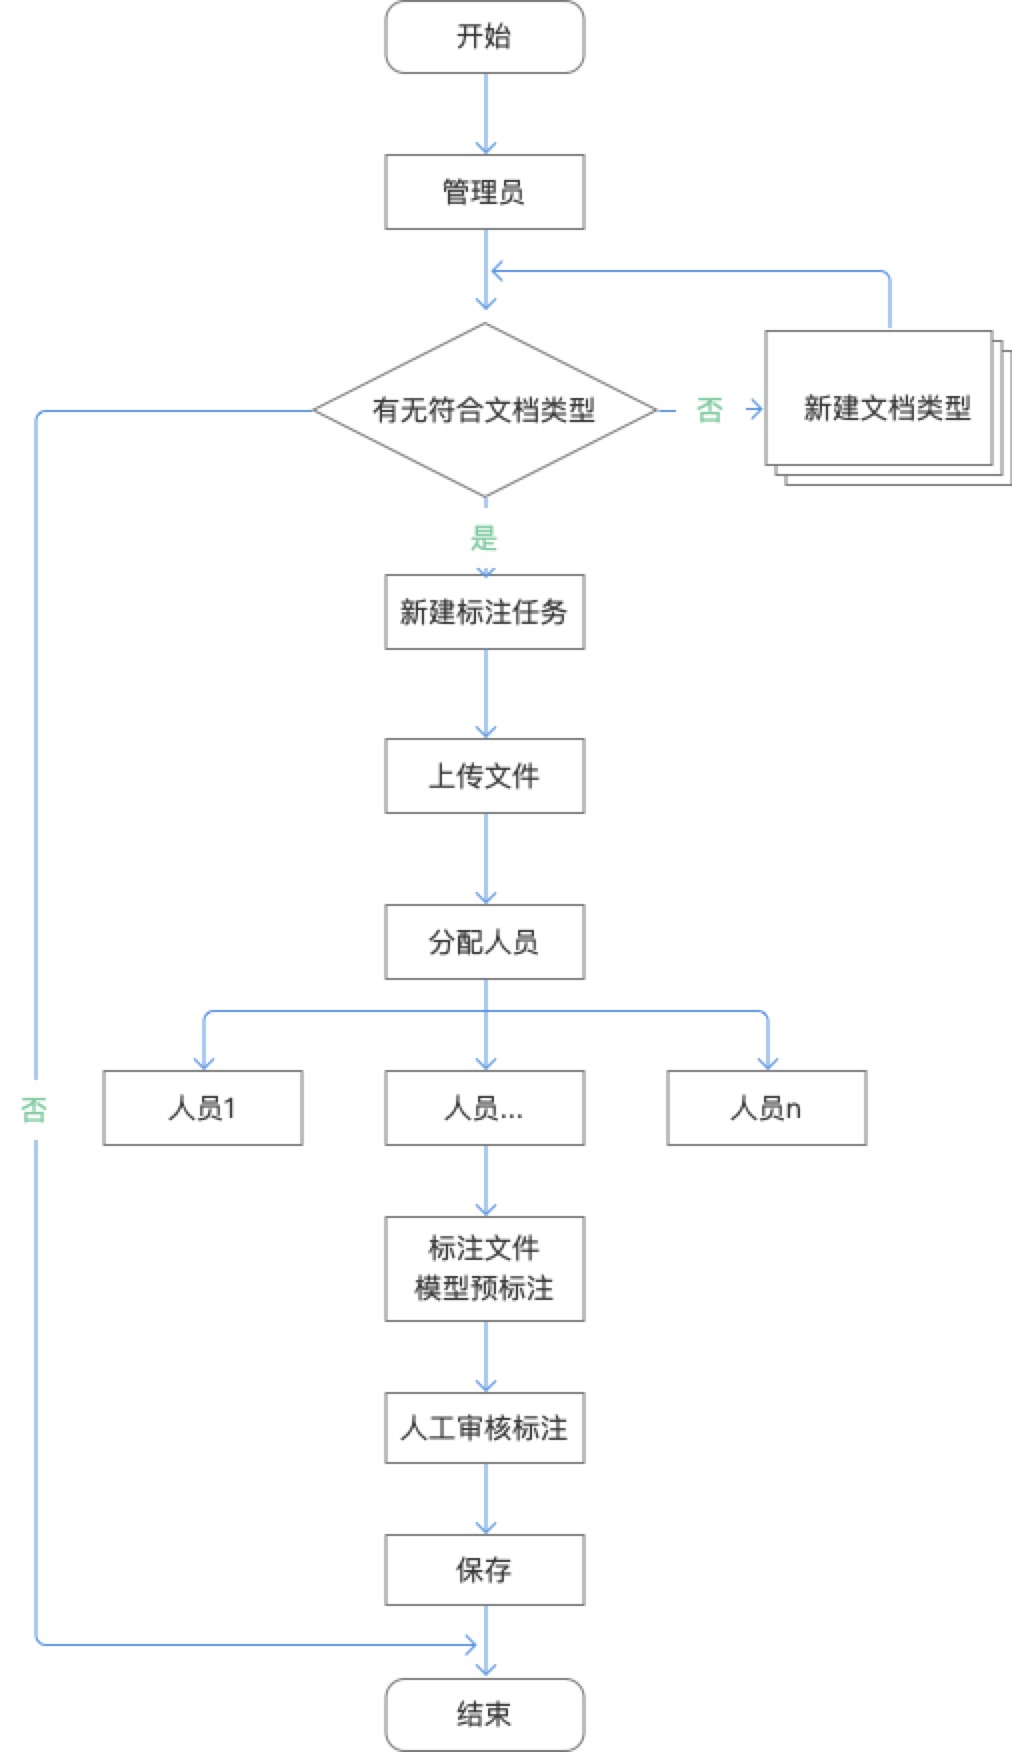 开始
管理员
有无符合文档类型
否
新建文档类型
是
新建标注任务
上传文件
分配人员
人员1
人员...
人员n
否
标注文件
模型预标注
人工审核标注
保存
结束